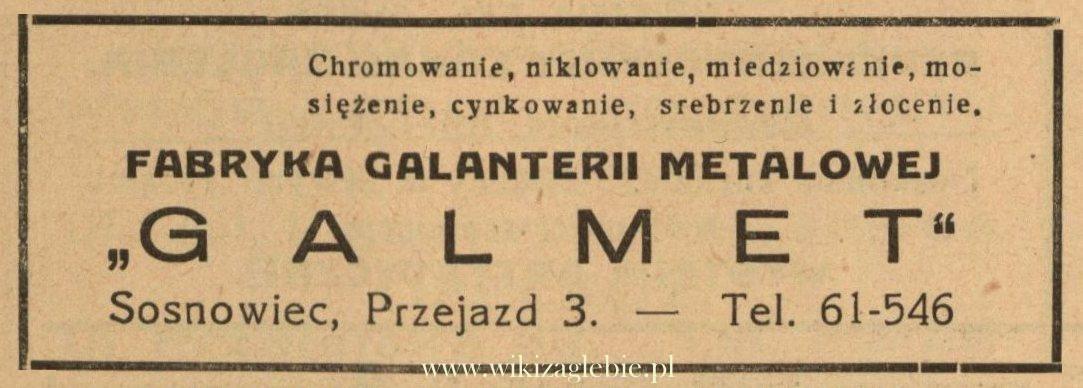 Chromowanie, niklowanie, miedziowanie, mo-
siężenie, cynkowanie, srebrzenie i złocenie.
FABRYKA GALANTERII METALOWEJ
„GALMET“
Sosnowiec, Przejazd 3. — Tel. 61-546
www.wikizaglebie.pl